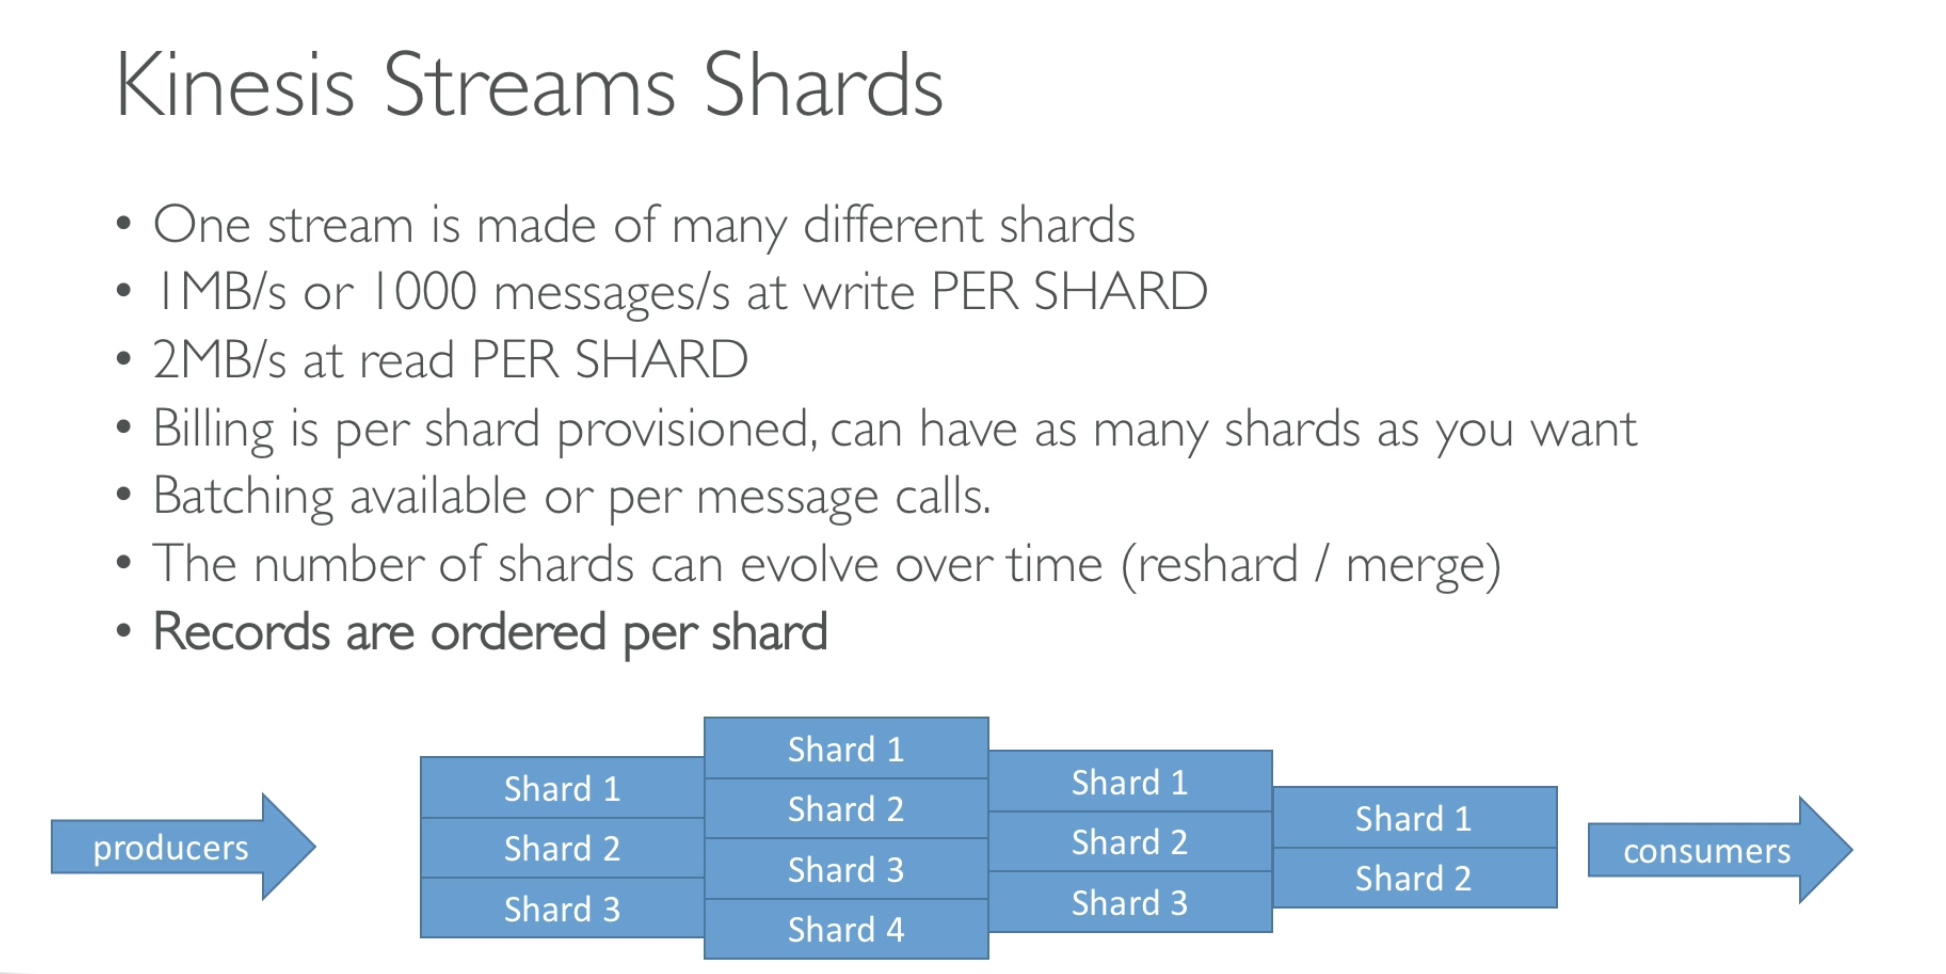 Kinesis Streams Shards
• One stream is made of many different shards
• 1MB/s or 1000 messages/s at write PER SHARD
• 2MB/s at read PER SHARD
• Billing is per shard provisioned, can have as many shards as you want
• Batching available or per message calls.
• The number of shards can evolve over time (reshard / merge)
• Records are ordered per shard
producers
Shard 1
Shard 2
Shard 3
Shard 1
Shard 2
Shard 3
Shard 4
Shard 1
Shard 2
Shard 3
Shard 1
Shard 2
consumers